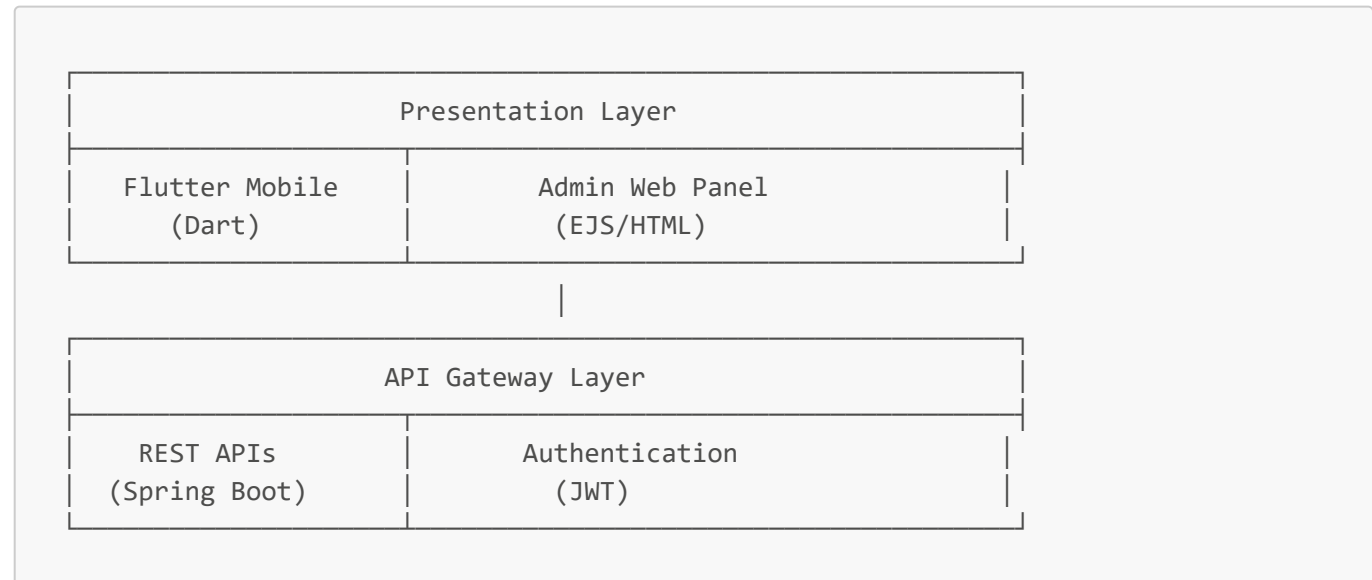 Presentation Layer
Flutter Mobile Admin Web Panel
(Dart) (EJS/HTML)
API Gateway Layer
REST APIs Authentication
(Spring Boot) (JWT)